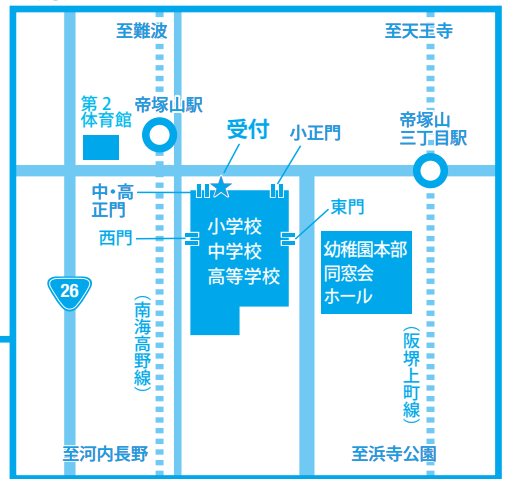 至難波
至天王寺
第2
体育館
帝塚山駅
受付
小正門
帝塚山
三丁目駅
中・高
正門
西門
東門
小学校
中学校
高等学校
幼稚園本部
同窓会
ホール
26
（南海高野線）
（阪堺上町線）
至河内長野
至浜寺公園